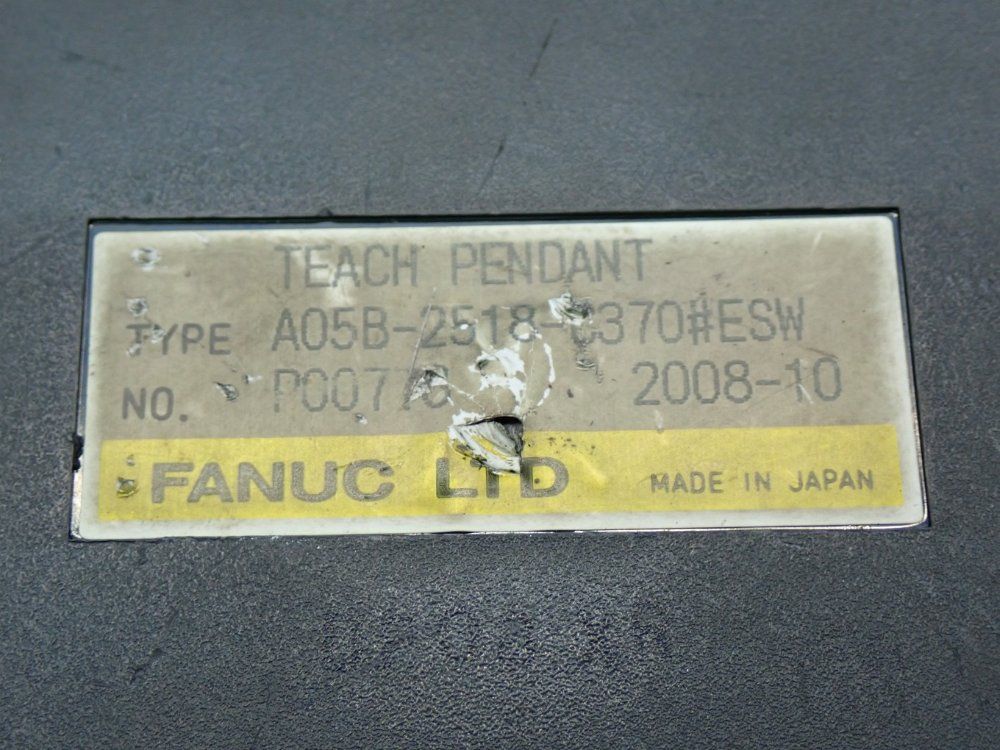 TEACH PENDANT
TYPE A05B-2518-C370#ESW
NO. 2008-10
FANUC LTD MADE IN JAPAN